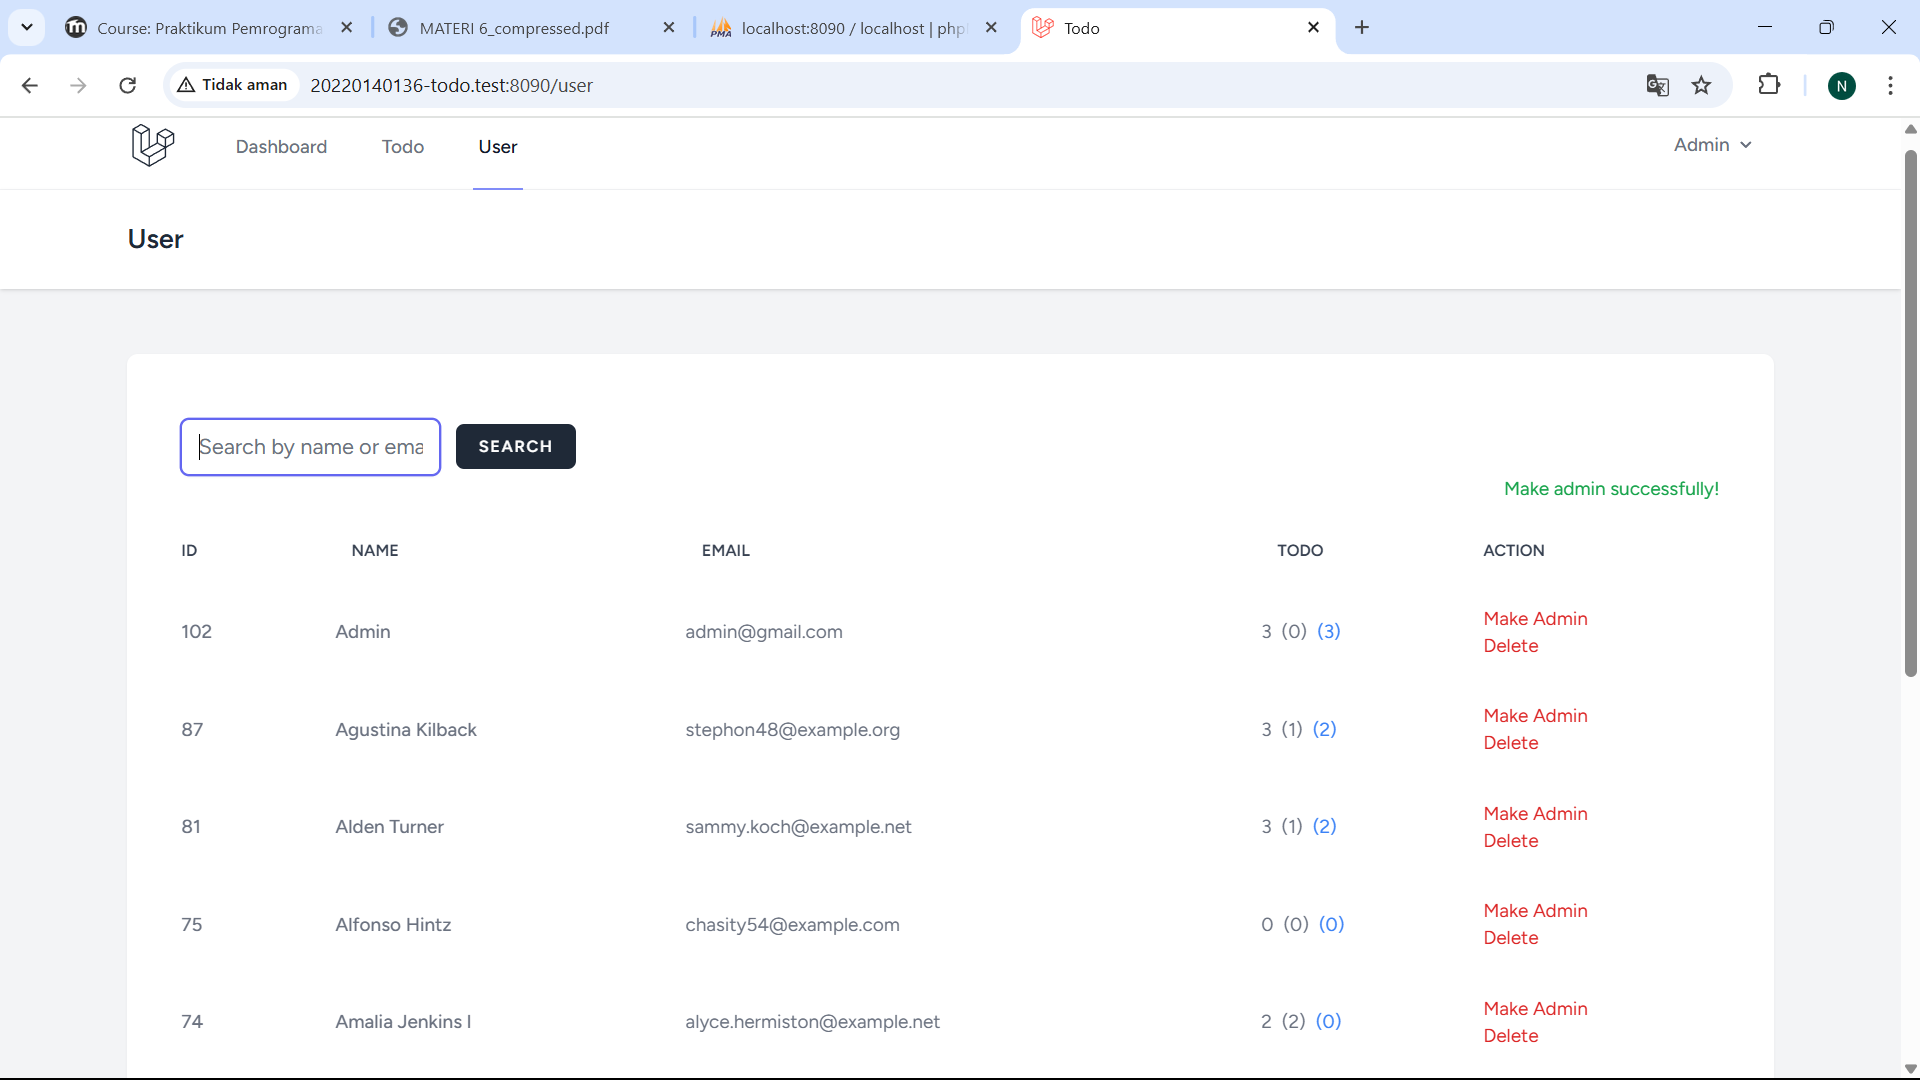 Course: Praktikum Pemrograma
MATERI 6_compressed.pdf
localhost:8090 / localhost | php
Todo
Tidak aman
20220140136-todo.test:8090/user
N
Dashboard
Todo
User
Admin
User
Search by name or ema
SEARCH
Make admin successfully!
ID NAME EMAIL TODO ACTION
102 Admin admin@gmail.com 3 (0) (3) Make Admin
Delete
87 Agustina Kilback stephon48@example.org 3 (1) (2) Make Admin
Delete
81 Alden Turner sammy.koch@example.net 3 (1) (2) Make Admin
Delete
75 Alfonso Hintz chasity54@example.com 0 (0) (0) Make Admin
Delete
74 Amalia Jenkins I alyce.hermiston@example.net 2 (2) (0) Make Admin
Delete